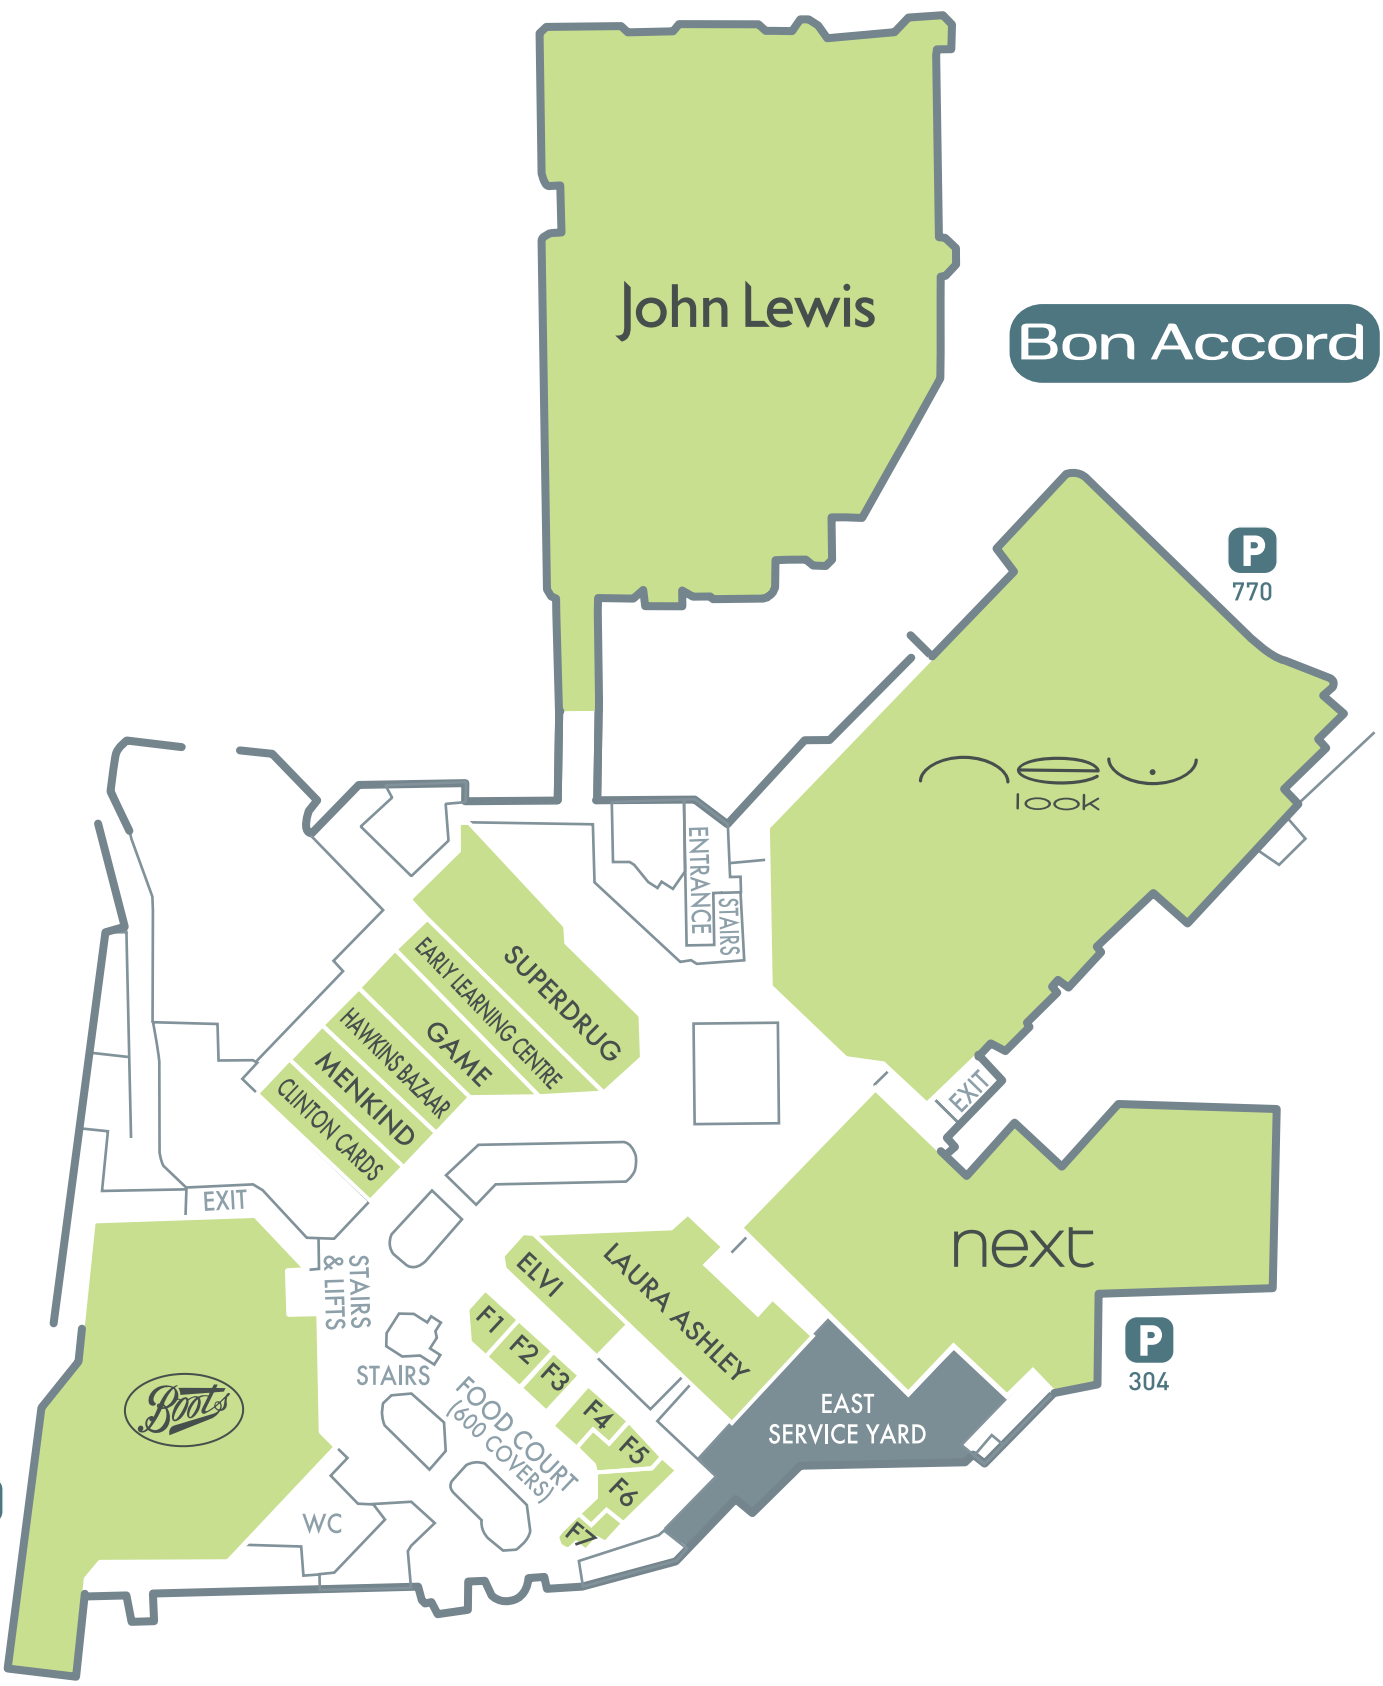 John Lewis
Bon Accord
P
770
new
look
ENTRANCE
STAIRS
SUPERDRUG
EARLY LEARNING CENTRE
GAME
HAWKINS BAZAAR
MENKIND
CLINTON CARDS
EXIT
EXIT
STAIRS
& LIFTS
next
ELVI
LAURA ASHLEY
F1
F2
F3
F4
F5
F6
F7
STAIRS
FOOD COURT
(600 COVERS)
P
304
EAST
SERVICE YARD
Boots
WC